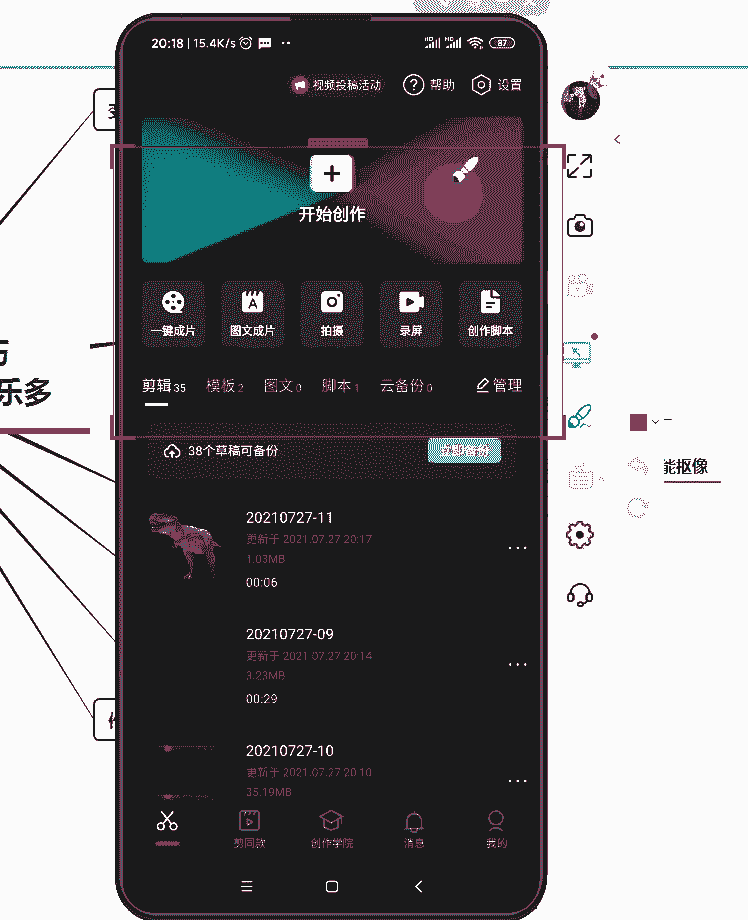 20:18 | 15.4K/s
87
视频投稿活动
帮助
设置
开始创作
一键成片
图文成片
拍摄
录屏
创作脚本
剪辑 35
模板 2
图文 0
脚本 1
云备份 0
管理
38个草稿可备份
立即备份
能抠像
乐多
20210727-11
更新于 2021.07.27 20:17
1.03MB
00:06
20210727-09
更新于 2021.07.27 20:14
3.23MB
00:29
20210727-10
更新于 2021.07.27 20:10
35.19MB
剪同款
创作学院
消息
我的